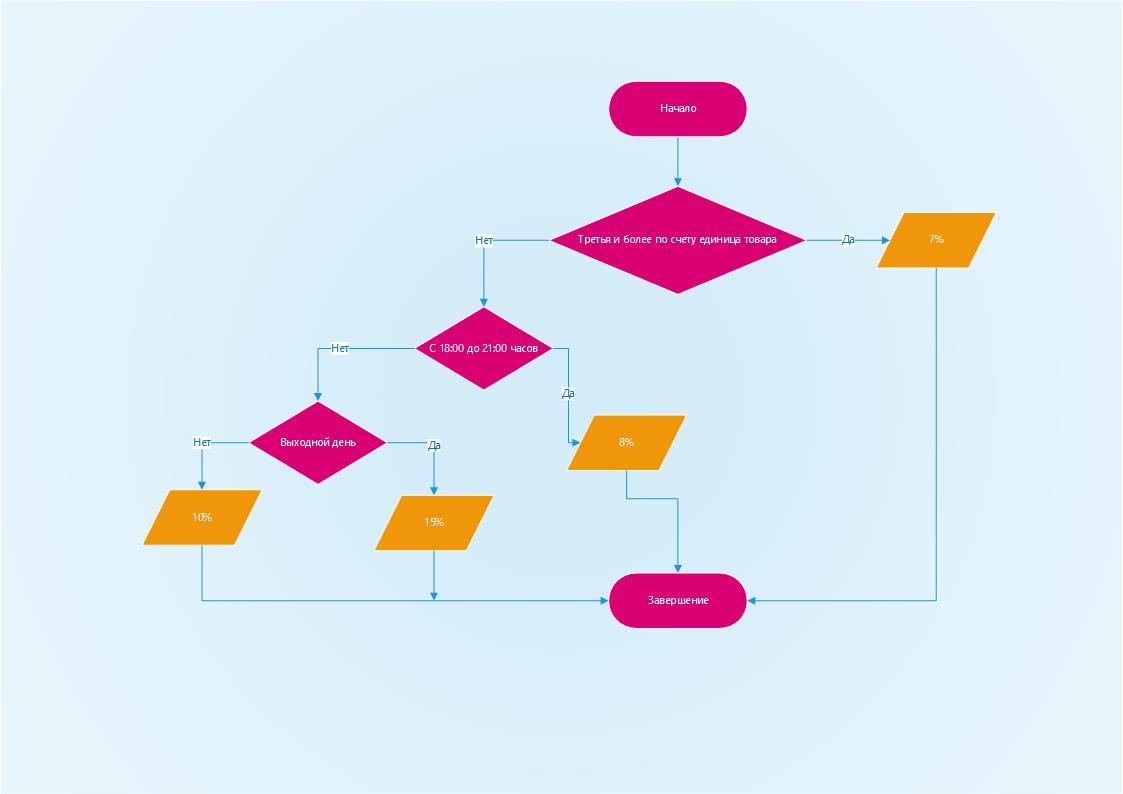 Начало
Третья и более по счету единица товара
Нет
Да
7%
С 18:00 до 21:00 часов
Нет
Да
Выходной день
Нет
Да
8%
10%
15%
Завершение